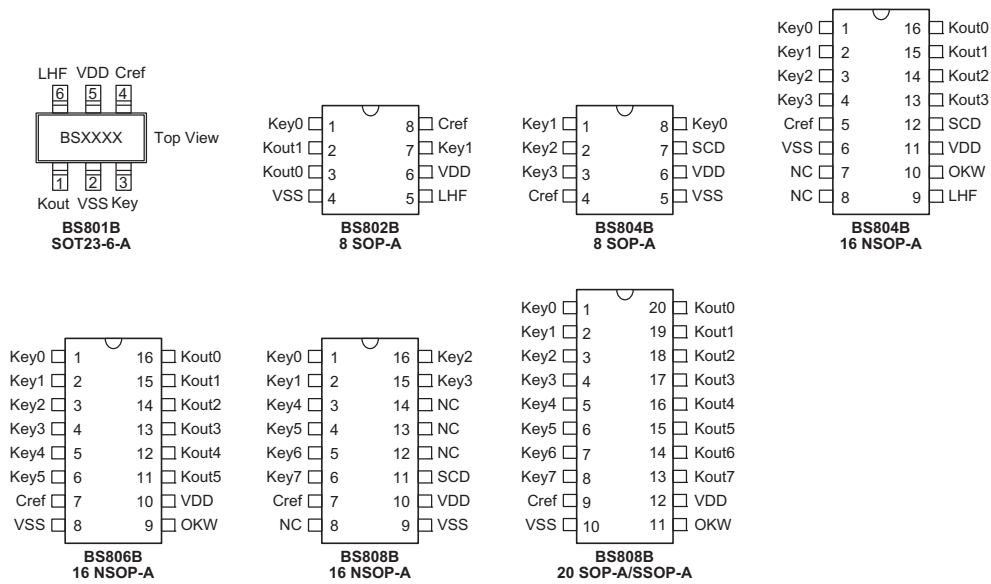 LHF VDD Cref
6 5 4
BSXXXX Top View
1 2 3
Kout VSS Key
BS801B
SOT23-6-A
Key0 1 8 Cref
Kout1 2 7 Key1
Kout0 3 6 VDD
VSS 4 5 LHF
BS802B
8 SOP-A
Key1 1 8 Key0
Key2 2 7 SCD
Key3 3 6 VDD
Cref 4 5 VSS
BS804B
8 SOP-A
Key0 1 16 Kout0
Key1 2 15 Kout1
Key2 3 14 Kout2
Key3 4 13 Kout3
Cref 5 12 SCD
VSS 6 11 VDD
NC 7 10 OKW
NC 8 9 LHF
BS804B
16 NSOP-A
Key0 1 16 Kout0
Key1 2 15 Kout1
Key2 3 14 Kout2
Key3 4 13 Kout3
Key4 5 12 Kout4
Key5 6 11 Kout5
Cref 7 10 VDD
VSS 8 9 OKW
BS806B
16 NSOP-A
Key0 1 16 Key2
Key1 2 15 Key3
Key4 3 14 NC
Key5 4 13 NC
Key6 5 12 NC
Key7 6 11 SCD
Cref 7 10 VDD
NC 8 9 VSS
BS808B
16 NSOP-A
Key0 1 20 Kout0
Key1 2 19 Kout1
Key2 3 18 Kout2
Key3 4 17 Kout3
Key4 5 16 Kout4
Key5 6 15 Kout5
Key6 7 14 Kout6
Key7 8 13 Kout7
Cref 9 12 VDD
VSS 10 11 OKW
BS808B
20 SOP-A/SSOP-A